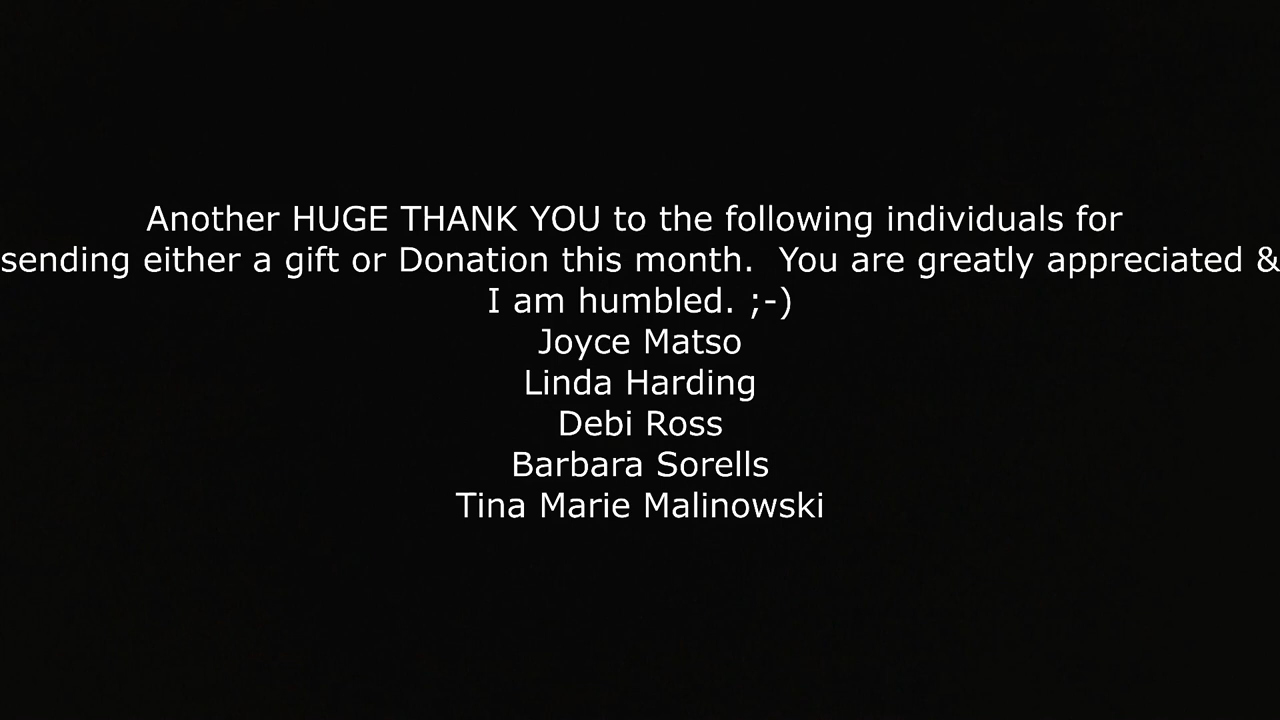 Another HUGE THANK YOU to the following individuals for
sending either a gift or Donation this month.  You are greatly appreciated &
I am humbled. ;-)
Joyce Matso
Linda Harding
Debi Ross
Barbara Sorells
Tina Marie Malinowski